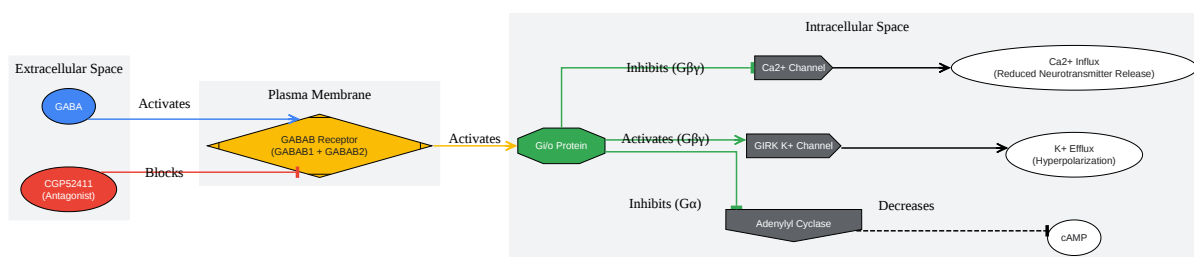 Intracellular Space
Extracellular Space
Plasma Membrane
GABA
Activates
CGP52411
(Antagonist)
Blocks
GABAB Receptor
(GABAB1 + GABAB2)
Activates
Gi/o Protein
Inhibits (Gβγ)
Ca2+ Channel
Ca2+ Influx
(Reduced Neurotransmitter Release)
Activates (Gβγ)
GIRK K+ Channel
K+ Efflux
(Hyperpolarization)
Inhibits (Gα)
Adenylyl Cyclase
Decreases
cAMP